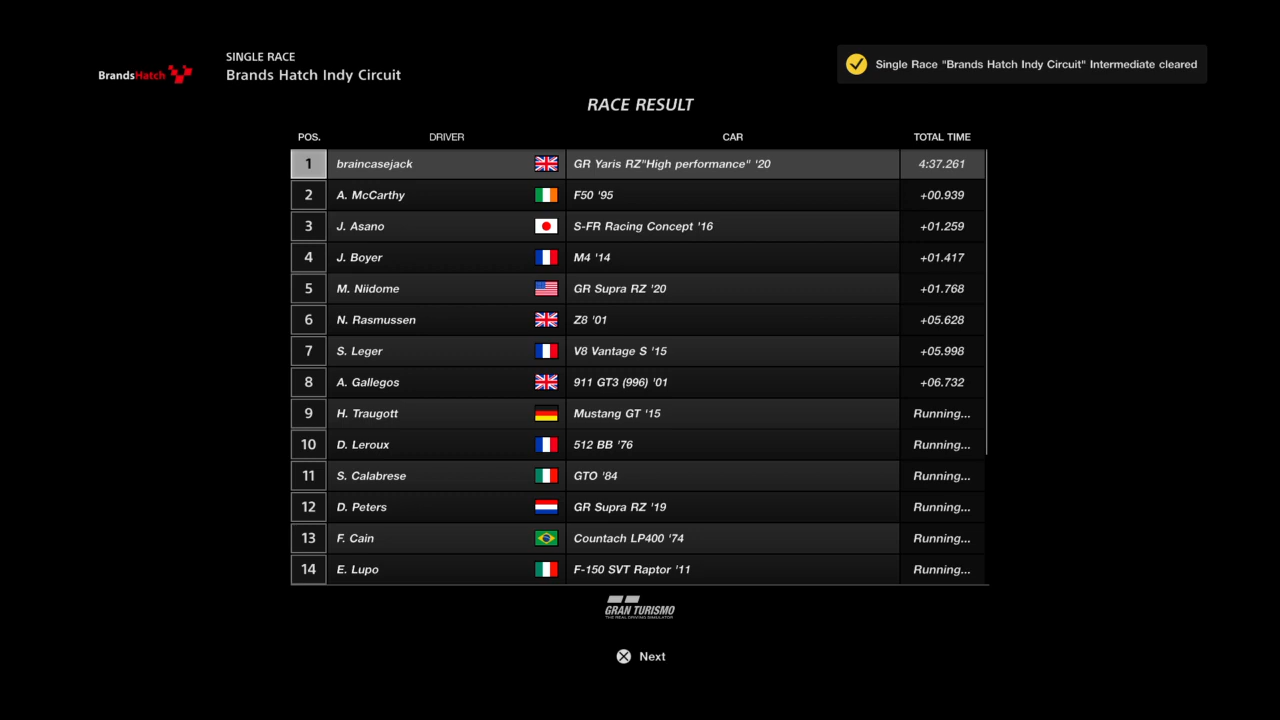 SINGLE RACE
BrandsHatch Brands Hatch Indy Circuit
Single Race "Brands Hatch Indy Circuit" Intermediate cleared
RACE RESULT
POS. DRIVER CAR TOTAL TIME
1 braincasejack GR Yaris RZ"High performance" '20 4:37.261
2 A. McCarthy F50 '95 +00.939
3 J. Asano S-FR Racing Concept '16 +01.259
4 J. Boyer M4 '14 +01.417
5 M. Niidome GR Supra RZ '20 +01.768
6 N. Rasmussen Z8 '01 +05.628
7 S. Leger V8 Vantage S '15 +05.998
8 A. Gallegos 911 GT3 (996) '01 +06.732
9 H. Traugott Mustang GT '15 Running...
10 D. Leroux 512 BB '76 Running...
11 S. Calabrese GTO '84 Running...
12 D. Peters GR Supra RZ '19 Running...
13 F. Cain Countach LP400 '74 Running...
14 E. Lupo F-150 SVT Raptor '11 Running...
GRAN TURISMO
THE REAL DRIVING SIMULATOR
Next